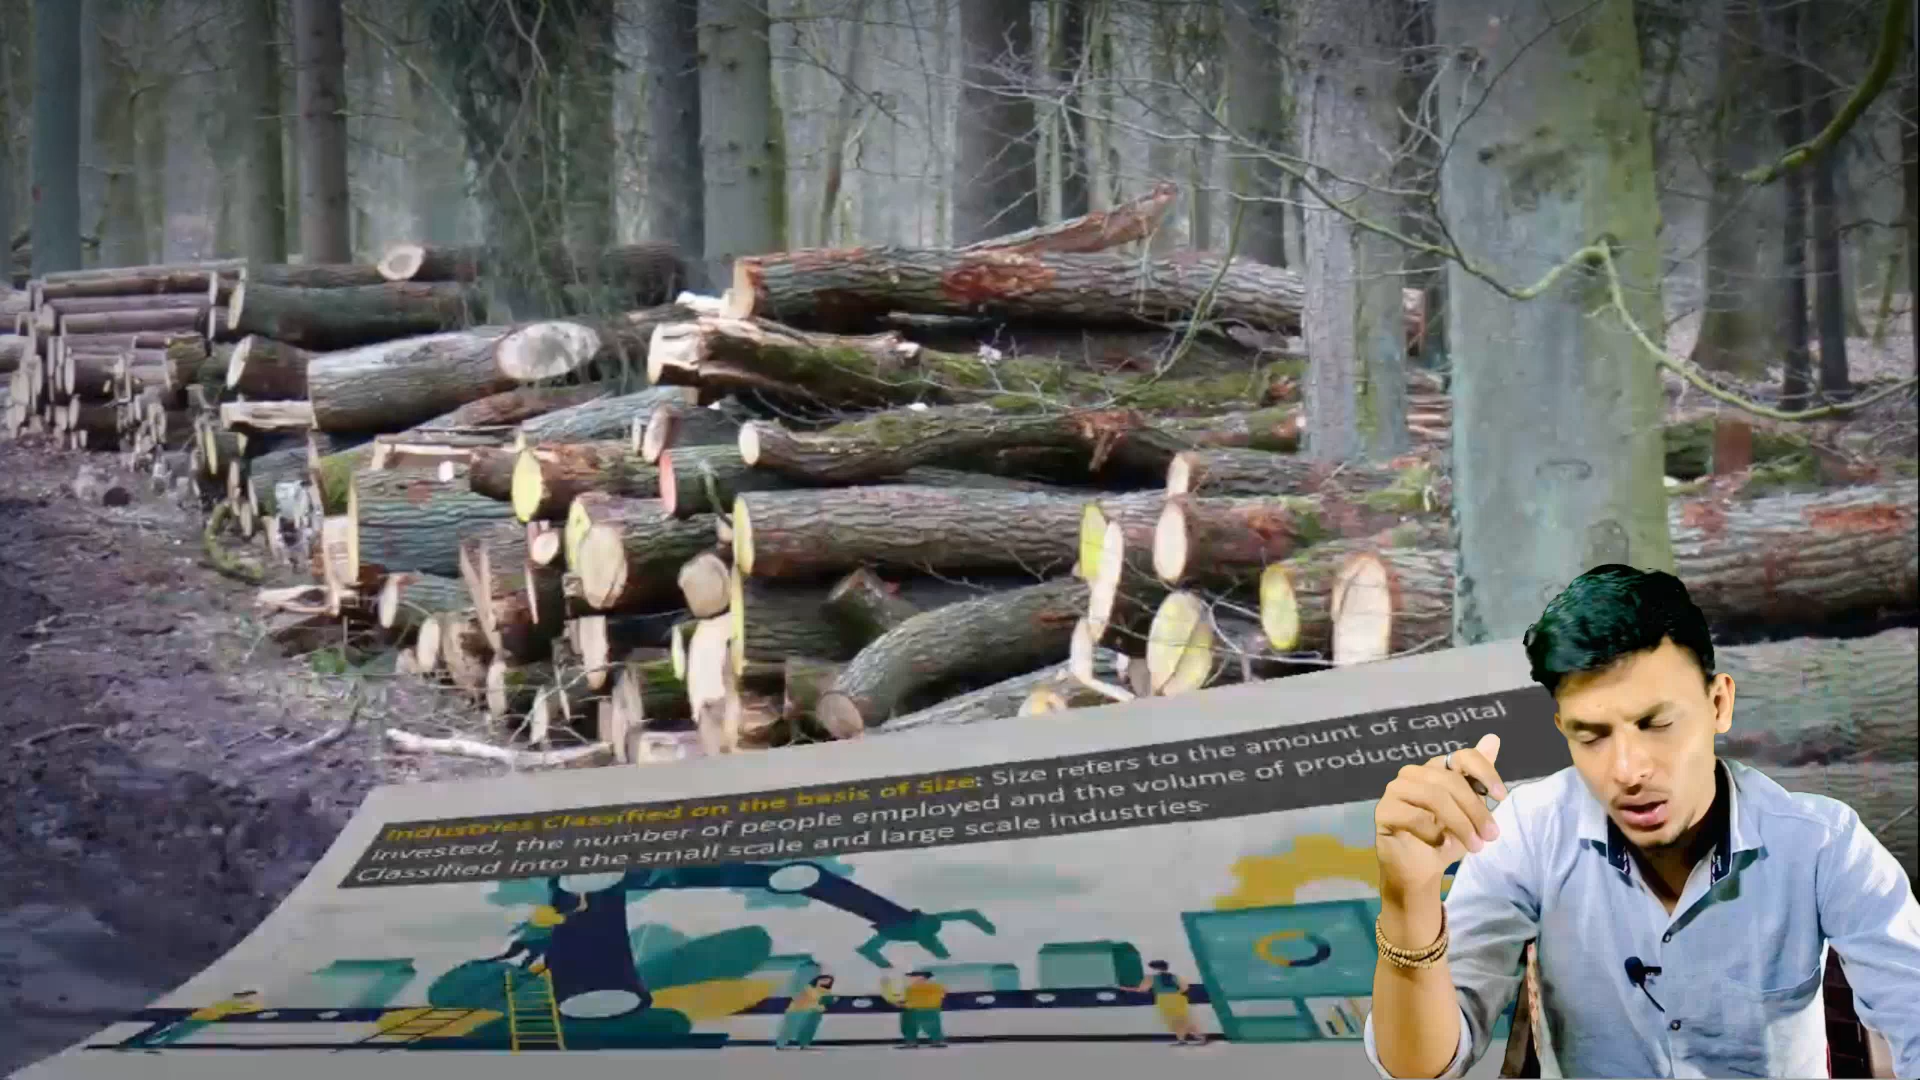 Industries Classified on the basis of Size: Size refers to the amount of capital
invested, the number of people employed and the volume of production.
Classified into the small scale and large scale industries.